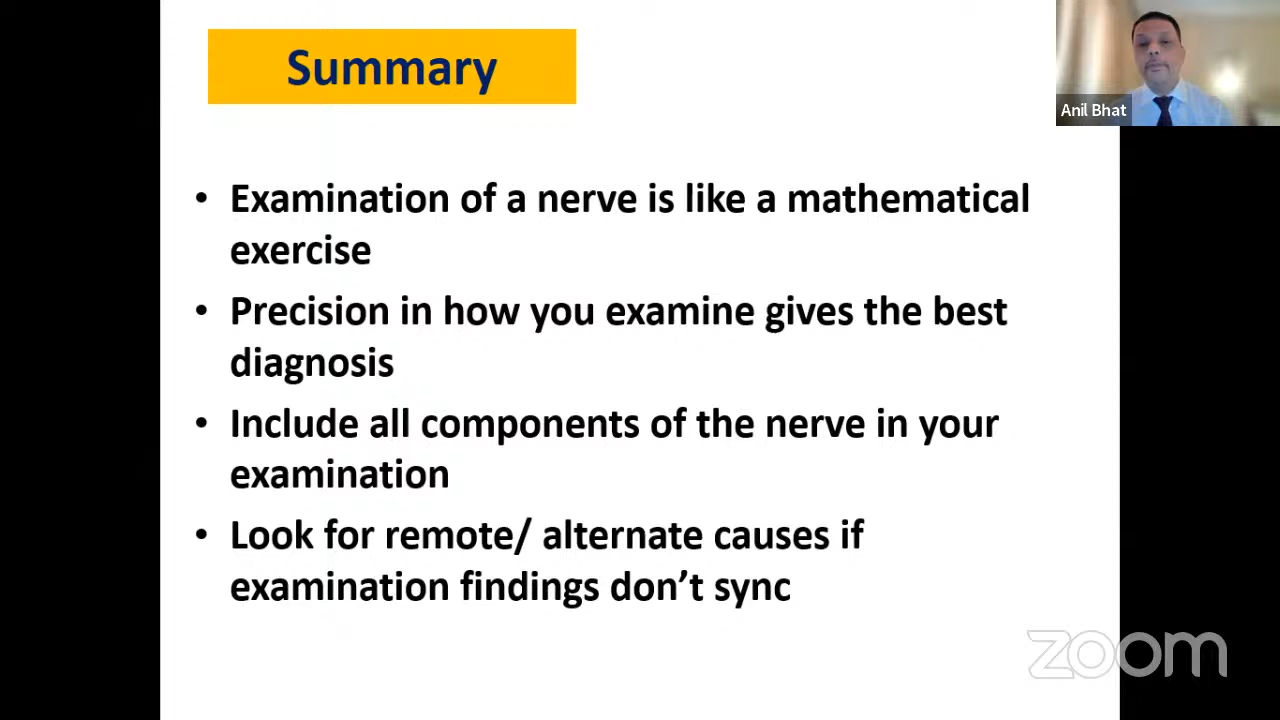 Summary
Anil Bhat
• Examination of a nerve is like a mathematical
exercise
• Precision in how you examine gives the best
diagnosis
• Include all components of the nerve in your
examination
• Look for remote/ alternate causes if
examination findings don’t sync
zoom